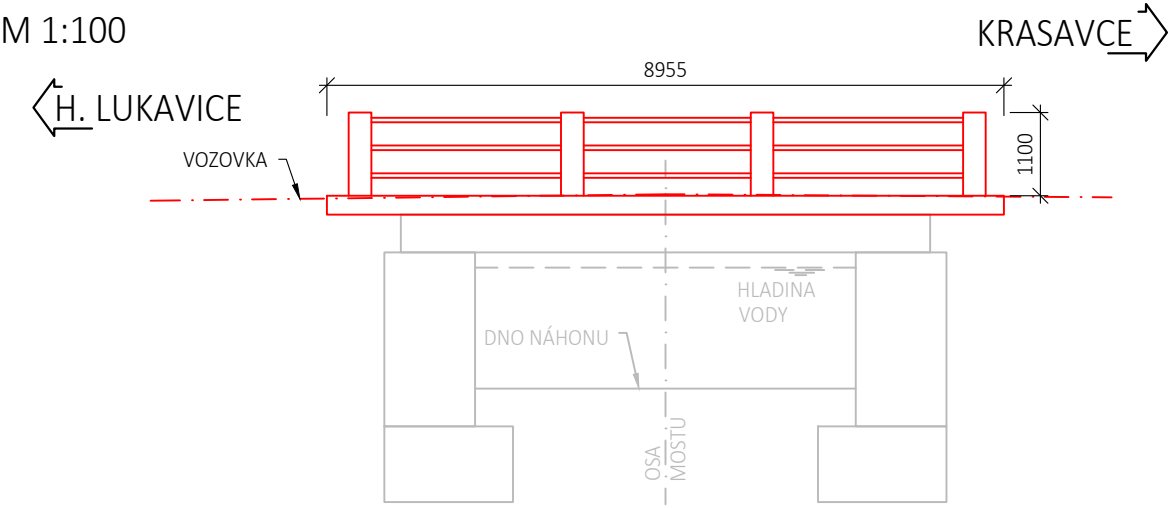 M 1:100
KRASAVCE
8955
H. LUKAVICE
VOZOVKA
1100
HLADINA
VODY
DNO NÁHONU
OSA
MOSTU